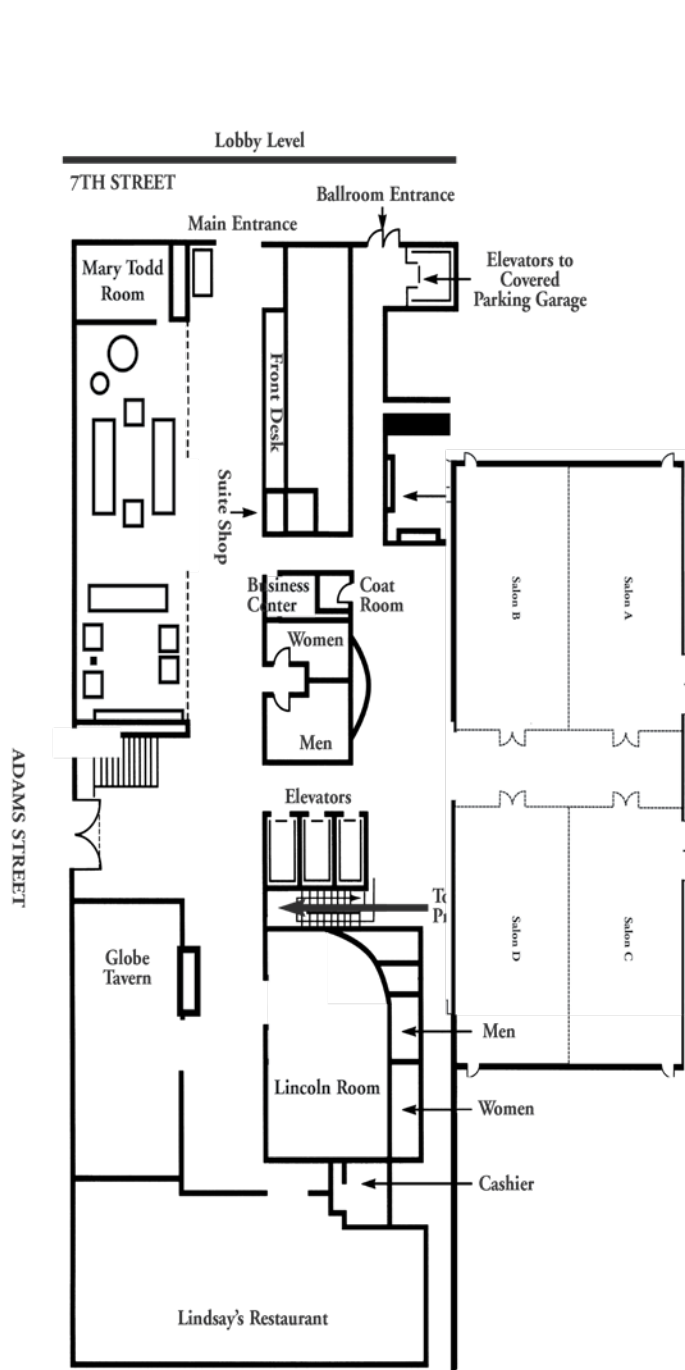 Lobby Level
7TH STREET
Ballroom Entrance
Main Entrance
Mary Todd
Room
Elevators to
Covered
Parking Garage
Front Desk
Suite Shop
Salon B
Salon A
Business
Center
Coat
Room
Women
Men
ADAMS STREET
Elevators
Globe
Tavern
Salon D
Salon C
Men
Lincoln Room
Women
Cashier
Lindsay's Restaurant